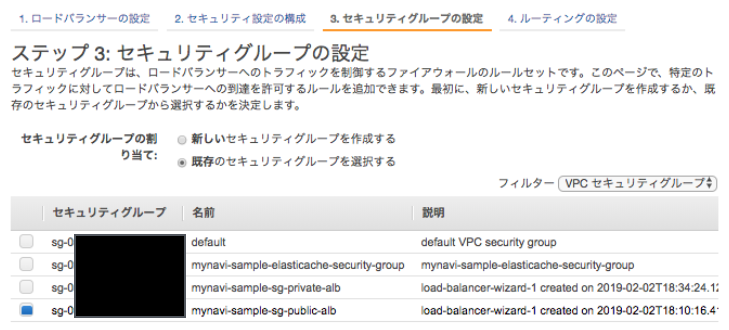 1. ロードバランサーの設定 2. セキュリティ設定の構成 3. セキュリティグループの設定 4. ルーティングの設定
ステップ 3: セキュリティグループの設定
セキュリティグループは、ロードバランサーへのトラフィックを制御するファイアウォールのルールセットです。このページで、特定のト
ラフィックに対してロードバランサーへの到達を許可するルールを追加できます。最初に、新しいセキュリティグループを作成するか、既
存のセキュリティグループから選択するかを決定します。
セキュリティグループの割り当て:
新しいセキュリティグループを作成する
既存のセキュリティグループを選択する
フィルター VPC セキュリティグループ
セキュリティグループ 名前 説明
sg-0 default default VPC security group
sg-0 mynavi-sample-elasticache-security-group mynavi-sample-elasticache-security-group
sg-0 mynavi-sample-sg-private-alb load-balancer-wizard-1 created on 2019-02-02T18:34:24.12
sg-0 mynavi-sample-sg-public-alb load-balancer-wizard-1 created on 2019-02-02T18:10:16.4